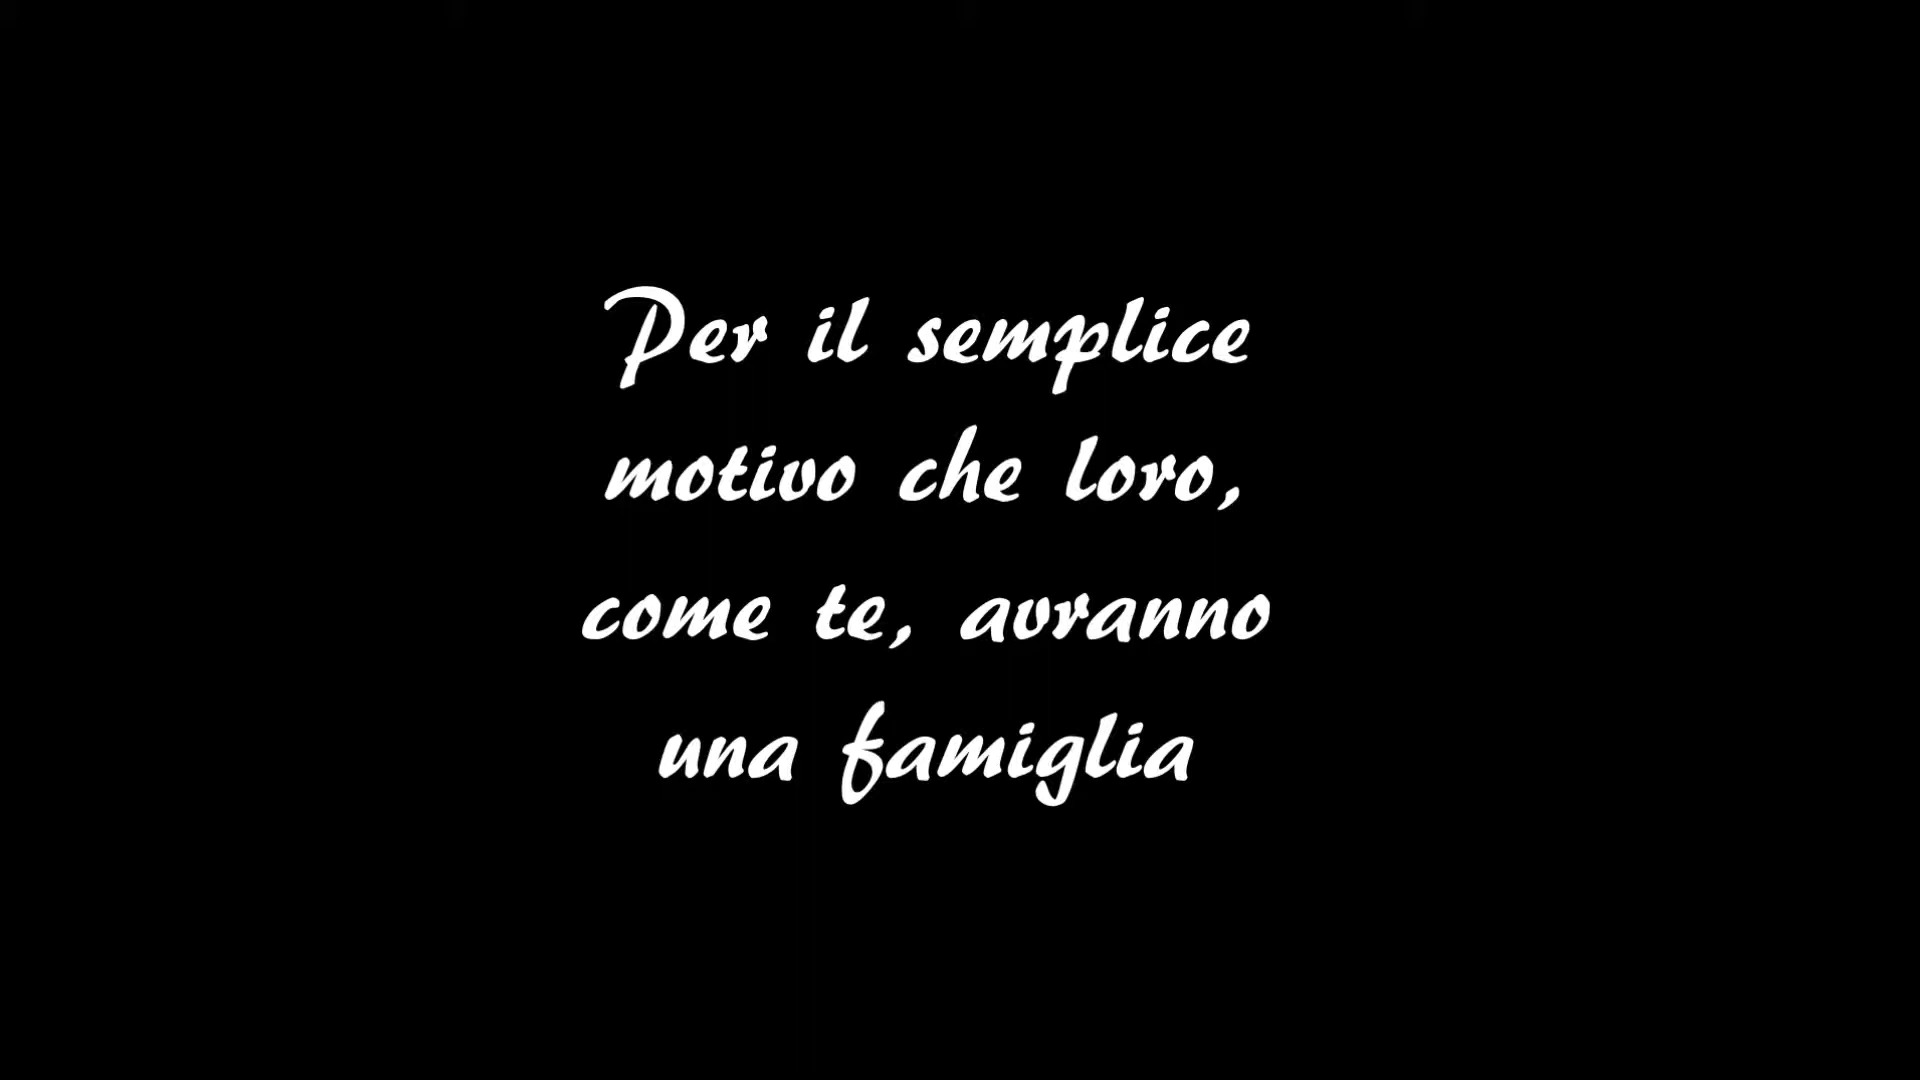 Per il semplice
motivo che loro,
come te, avranno
una famiglia